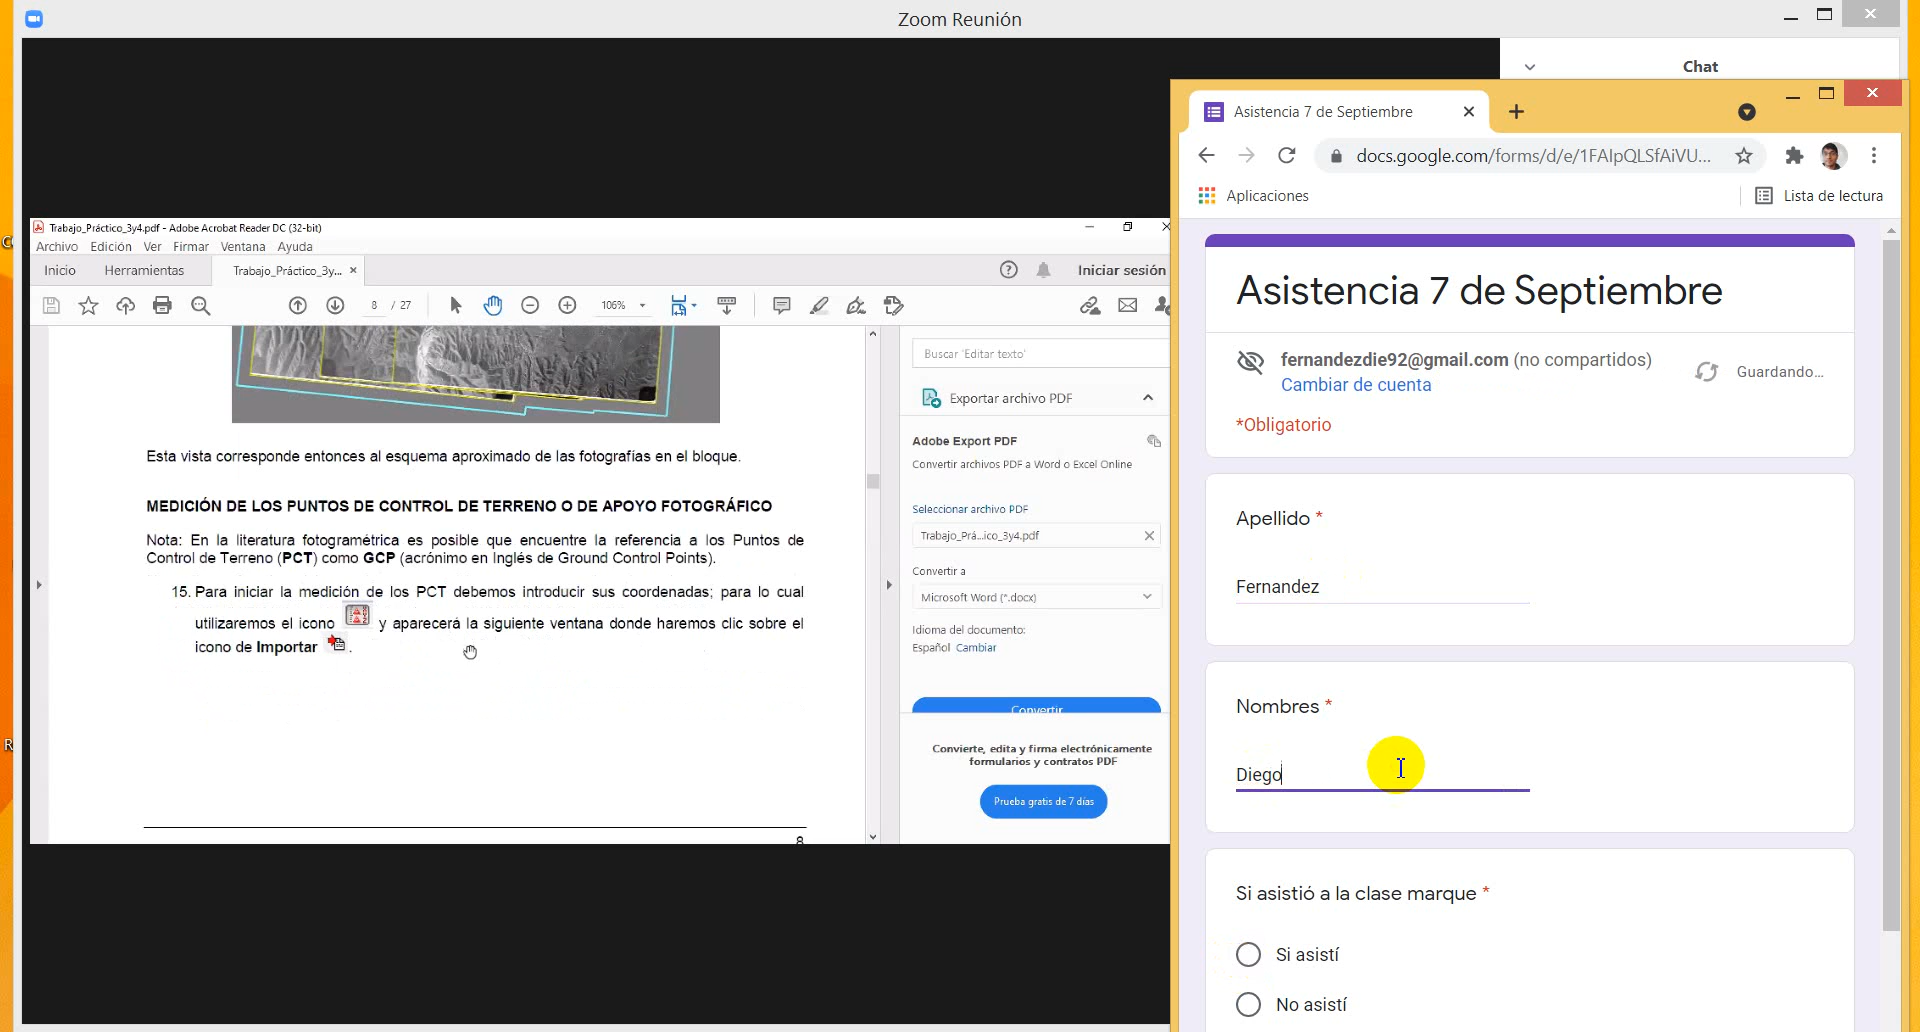 Zoom Reunión
Chat
Trabajo_Práctico_3y4.pdf - Adobe Acrobat Reader DC (32-bit)
Archivo Edición Ver Firmar Ventana Ayuda
Inicio Herramientas Trabajo_Práctico_3y... × Iniciar sesión
8 / 27 106%
Esta vista corresponde entonces al esquema aproximado de las fotografías en el bloque.
MEDICIÓN DE LOS PUNTOS DE CONTROL DE TERRENO O DE APOYO FOTOGRÁFICO
Nota: En la literatura fotogramétrica es posible que encuentre la referencia a los Puntos de
Control de Terreno (PCT) como GCP (acrónimo en Inglés de Ground Control Points).
15. Para iniciar la medición de los PCT debemos introducir sus coordenadas; para lo cual
utilizaremos el ícono y aparecerá la siguiente ventana donde haremos clic sobre el
icono de Importar .
8
Buscar 'Editar texto'
Exportar archivo PDF
Adobe Export PDF
Convertir archivos PDF a Word o Excel Online
Seleccionar archivo PDF
Trabajo_Prá...ico_3y4.pdf
Convertir a
Microsoft Word (*.docx)
Idioma del documento:
Español Cambiar
Convertir
Convierte, edita y firma electrónicamente
formularios y contratos PDF
Prueba gratis de 7 días
Asistencia 7 de Septiembre
docs.google.com/forms/d/e/1FAIpQLSfAiVU...
Aplicaciones
Lista de lectura
Asistencia 7 de Septiembre
fernandezdie92@gmail.com (no compartidos)
Cambiar de cuenta
Guardando...
*Obligatorio
Apellido *
Fernandez
Nombres *
Diego
Si asistió a la clase marque *
Si asistí
No asistí